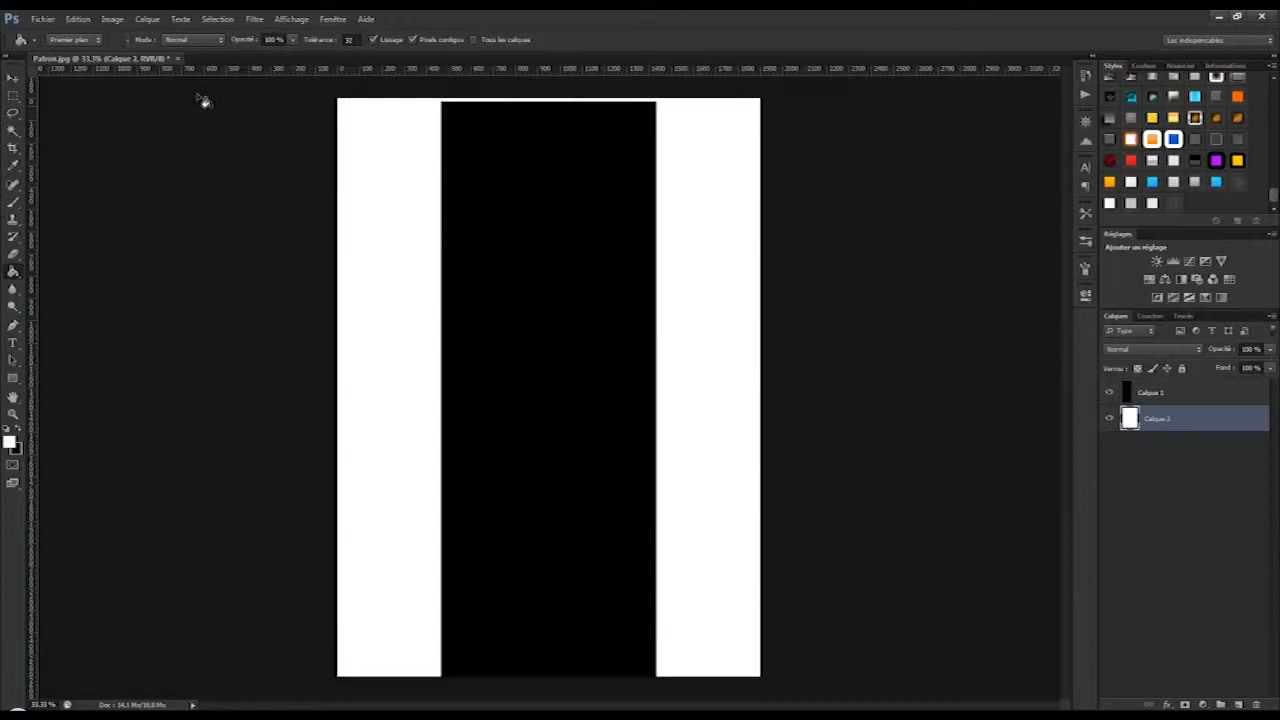 Ps Fichier Edition Image Calque Texte Sélection Filtre Affichage Fenêtre Aide
Premier plan Mode : Normal Opacité : 100 % Tolérance : 32 Lissage Pixels contigus Tous les calques Les indispensables
Patron.jpg @ 33,3% (Calque 2, RVB/8) *
Styles Couleur Nuancier Informations
Réglages
Ajouter un réglage
Calques Couches Tracés
Type
Normal Opacité : 100 %
Verrou : Fond : 100 %
Calque 1
Calque 2
33,33 % Doc : 14,1 Mo/16,8 Mo